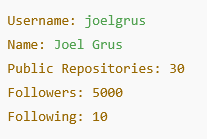 Username: joelgrus
Name: Joel Grus
Public Repositories: 30
Followers: 5000
Following: 10